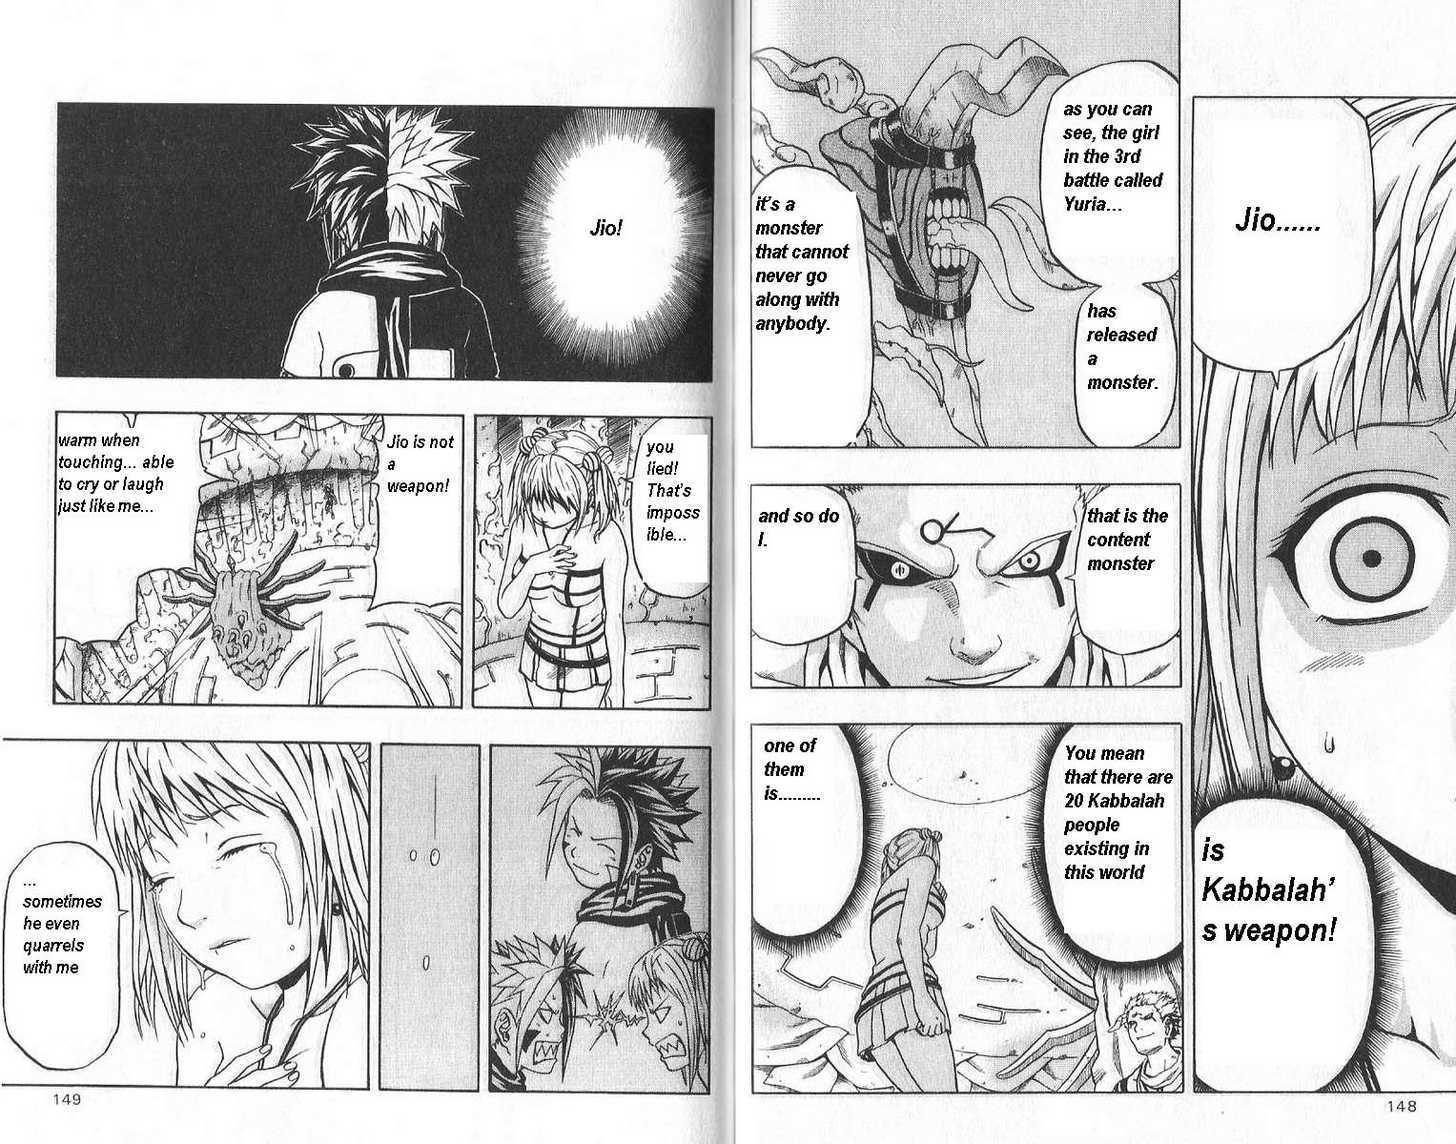 as you can
see, the girl
in the 3rd
battle called
Yuria...
has
released
a
monster.
it's a
monster
that cannot
never go
along with
anybody.
that is the
content
monster
and so do
I.
You mean
that there are
20 Kabbalah
people
existing in
this world
one of
them
is.........
Jio......
is
Kabbalah'
s weapon!
148
Jio!
you
lied!
That's
imposs
ible...
Jio is not
a
weapon!
warm when
touching... able
to cry or laugh
just like me...
...
sometimes
he even
quarrels
with me
149